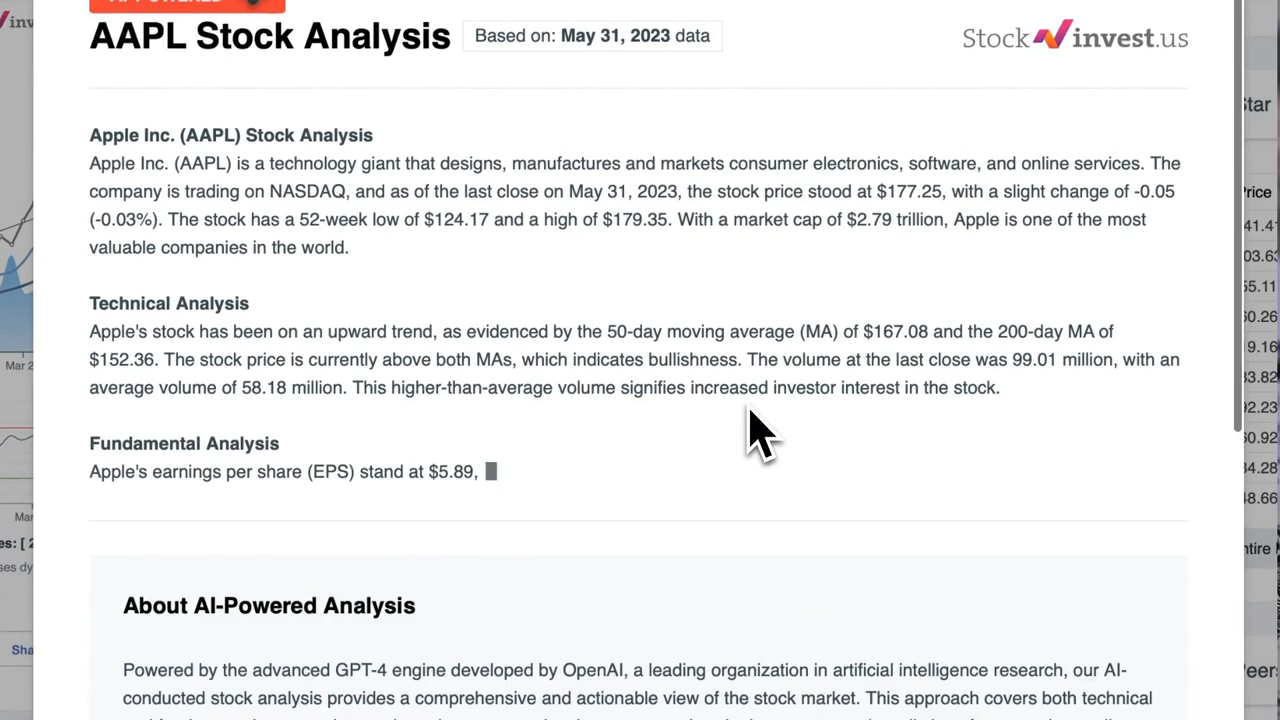 AAPL Stock Analysis
Based on: May 31, 2023 data
Stock invest.us
Apple Inc. (AAPL) Stock Analysis
Apple Inc. (AAPL) is a technology giant that designs, manufactures and markets consumer electronics, software, and online services. The
company is trading on NASDAQ, and as of the last close on May 31, 2023, the stock price stood at $177.25, with a slight change of -0.05
(-0.03%). The stock has a 52-week low of $124.17 and a high of $179.35. With a market cap of $2.79 trillion, Apple is one of the most
valuable companies in the world.
Technical Analysis
Apple's stock has been on an upward trend, as evidenced by the 50-day moving average (MA) of $167.08 and the 200-day MA of
$152.36. The stock price is currently above both MAs, which indicates bullishness. The volume at the last close was 99.01 million, with an
average volume of 58.18 million. This higher-than-average volume signifies increased investor interest in the stock.
Fundamental Analysis
Apple's earnings per share (EPS) stand at $5.89,
About AI-Powered Analysis
Powered by the advanced GPT-4 engine developed by OpenAI, a leading organization in artificial intelligence research, our AI-
conducted stock analysis provides a comprehensive and actionable view of the stock market. This approach covers both technical